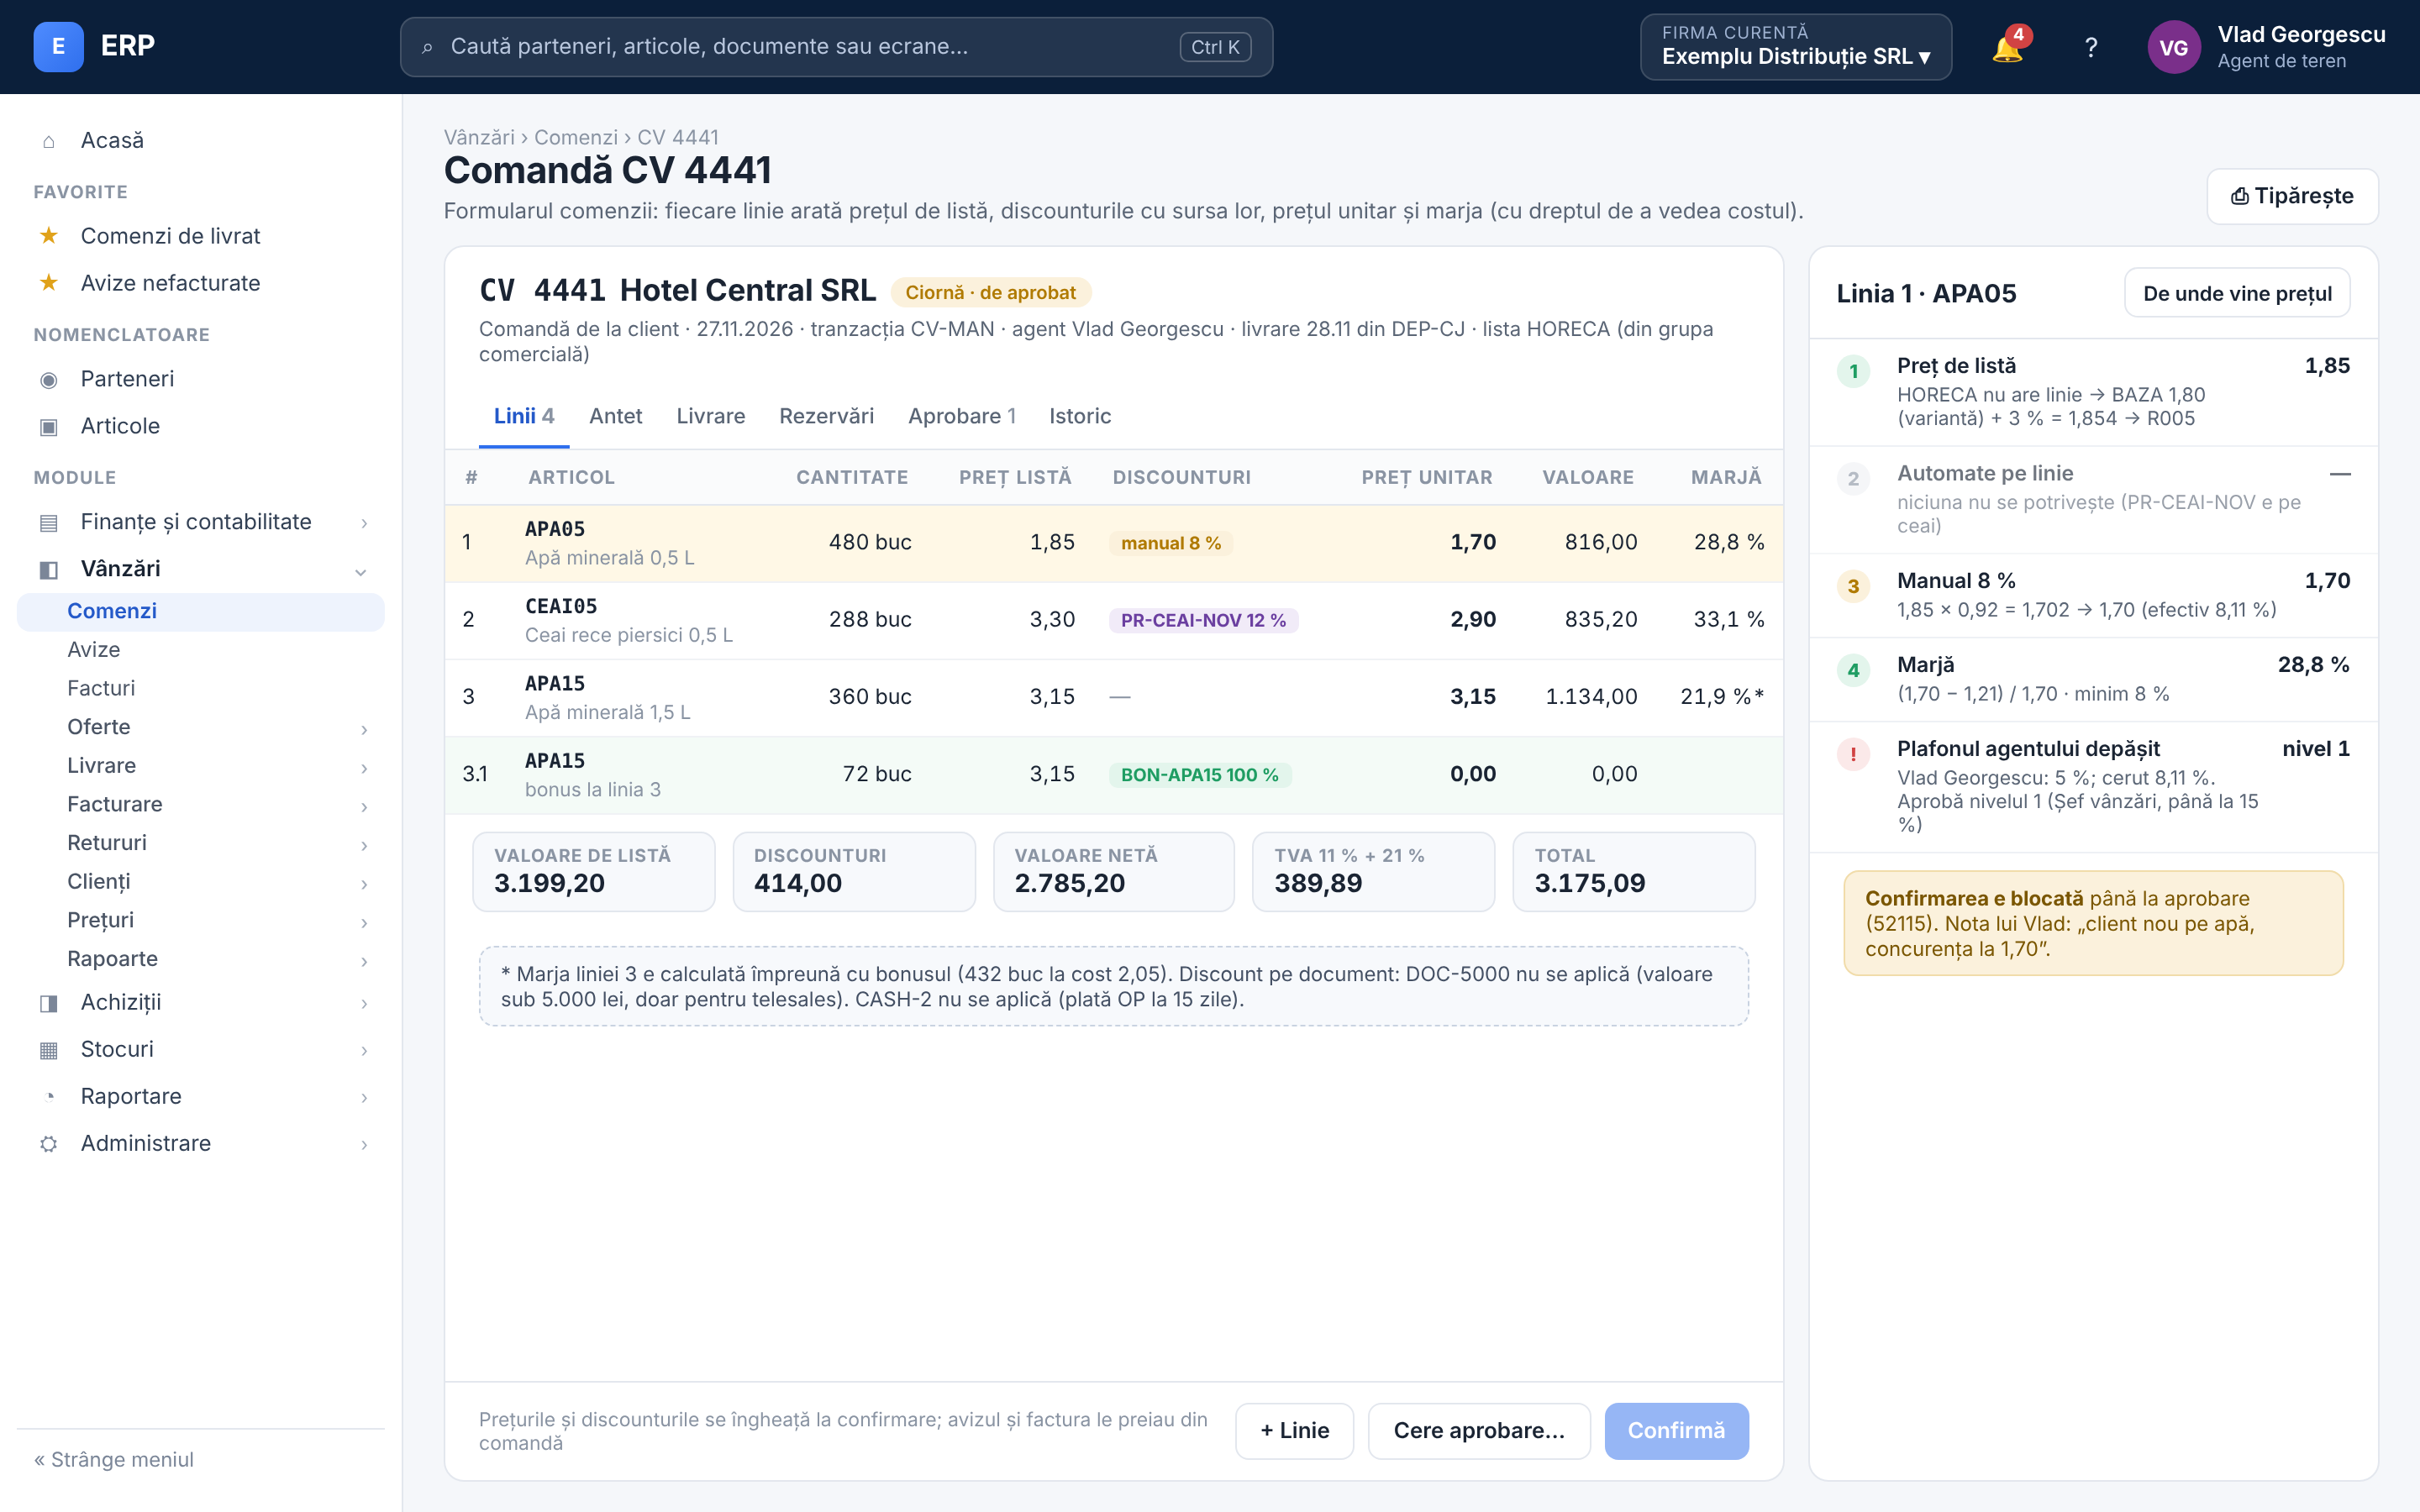 E ERP
Caută parteneri, articole, documente sau ecrane... Ctrl K
FIRMA CURENTĂ
Exemplu Distribuție SRL ▾
4
?
VG
Vlad Georgescu
Agent de teren
Acasă
FAVORITE
Comenzi de livrat
Avize nefacturate
NOMENCLATOARE
Parteneri
Articole
MODULE
Finanțe și contabilitate
Vânzări
Comenzi
Avize
Facturi
Oferte
Livrare
Facturare
Retururi
Clienți
Prețuri
Rapoarte
Achiziții
Stocuri
Raportare
Administrare
« Strânge meniul
Vânzări › Comenzi › CV 4441
Comandă CV 4441
Formularul comenzii: fiecare linie arată prețul de listă, discounturile cu sursa lor, prețul unitar și marja (cu dreptul de a vedea costul).
Tipărește
CV 4441 Hotel Central SRL Ciornă · de aprobat
Comandă de la client · 27.11.2026 · tranzacția CV-MAN · agent Vlad Georgescu · livrare 28.11 din DEP-CJ · lista HORECA (din grupa
comercială)
Linii 4 Antet Livrare Rezervări Aprobare 1 Istoric
# ARTICOL CANTITATE PREȚ LISTĂ DISCOUNTURI PREȚ UNITAR VALOARE MARJĂ
1 APA05 480 buc 1,85 manual 8 % 1,70 816,00 28,8 %
Apă minerală 0,5 L
2 CEAI05 288 buc 3,30 PR-CEAI-NOV 12 % 2,90 835,20 33,1 %
Ceai rece piersici 0,5 L
3 APA15 360 buc 3,15 — 3,15 1.134,00 21,9 %*
Apă minerală 1,5 L
3.1 APA15 72 buc 3,15 BON-APA15 100 % 0,00 0,00
bonus la linia 3
VALOARE DE LISTĂ
3.199,20
DISCOUNTURI
414,00
VALOARE NETĂ
2.785,20
TVA 11 % + 21 %
389,89
TOTAL
3.175,09
* Marja liniei 3 e calculată împreună cu bonusul (432 buc la cost 2,05). Discount pe document: DOC-5000 nu se aplică (valoare
sub 5.000 lei, doar pentru telesales). CASH-2 nu se aplică (plată OP la 15 zile).
Prețurile și discounturile se îngheață la confirmare; avizul și factura le preiau din
comandă
+ Linie
Cere aprobare...
Confirmă
Linia 1 · APA05
De unde vine prețul
1 Preț de listă 1,85
HORECA nu are linie → BAZA 1,80
(variantă) + 3 % = 1,854 → R005
2 Automate pe linie —
niciuna nu se potrivește (PR-CEAI-NOV e pe
ceai)
3 Manual 8 % 1,70
1,85 × 0,92 = 1,702 → 1,70 (efectiv 8,11 %)
4 Marjă 28,8 %
(1,70 − 1,21) / 1,70 · minim 8 %
! Plafonul agentului depășit nivel 1
Vlad Georgescu: 5 %; cerut 8,11 %.
Aprobă nivelul 1 (Șef vânzări, până la 15
%)
Confirmarea e blocată până la aprobare
(52115). Nota lui Vlad: „client nou pe apă,
concurența la 1,70”.